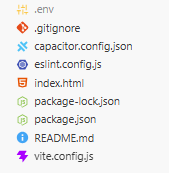 .env
.gitignore
capacitor.config.json
eslint.config.js
index.html
package-lock.json
package.json
README.md
vite.config.js